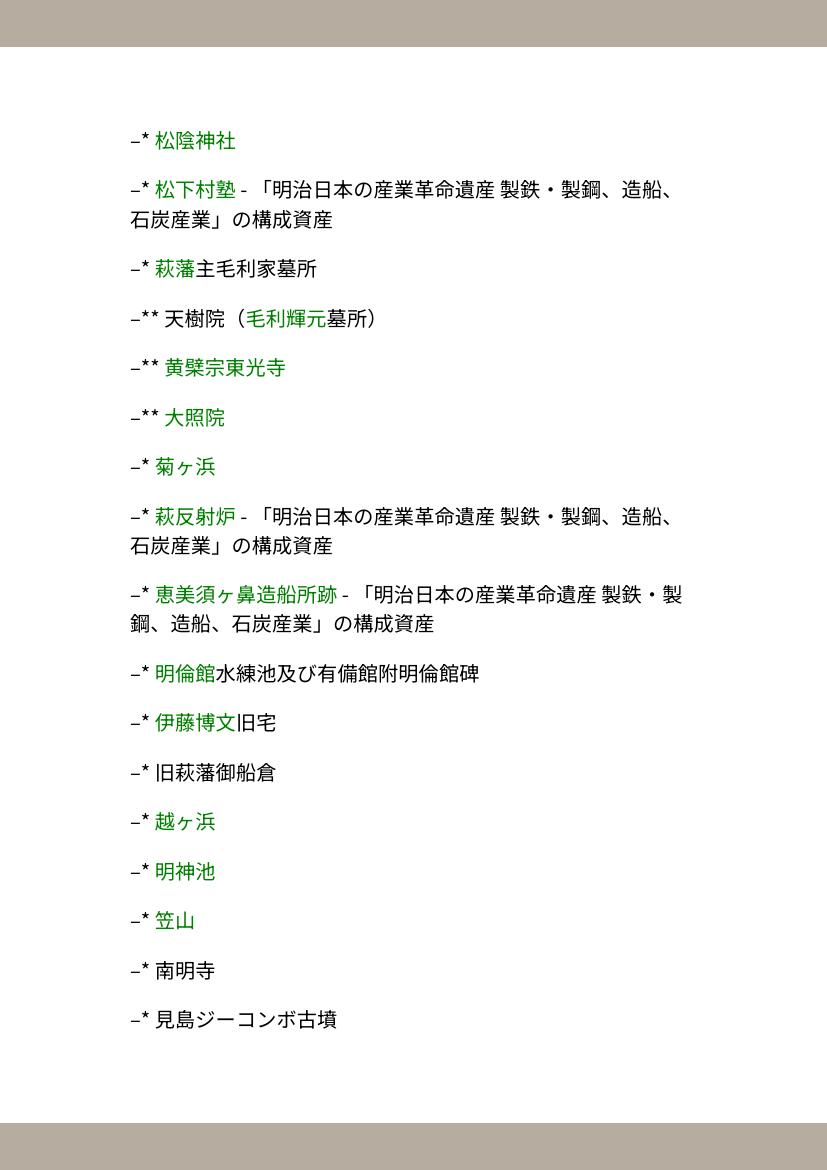 –* 松陰神社
–* 松下村塾 - 「明治日本の産業革命遺産 製鉄・製鋼、造船、
石炭産業」の構成資産
–* 萩藩主毛利家墓所
–** 天樹院（毛利輝元墓所）
–** 黄檗宗東光寺
–** 大照院
–* 菊ヶ浜
–* 萩反射炉 - 「明治日本の産業革命遺産 製鉄・製鋼、造船、
石炭産業」の構成資産
–* 恵美須ヶ鼻造船所跡 - 「明治日本の産業革命遺産 製鉄・製
鋼、造船、石炭産業」の構成資産
–* 明倫館水練池及び有備館附明倫館碑
–* 伊藤博文旧宅
–* 旧萩藩御船倉
–* 越ヶ浜
–* 明神池
–* 笠山
–* 南明寺
–* 見島ジーコンボ古墳